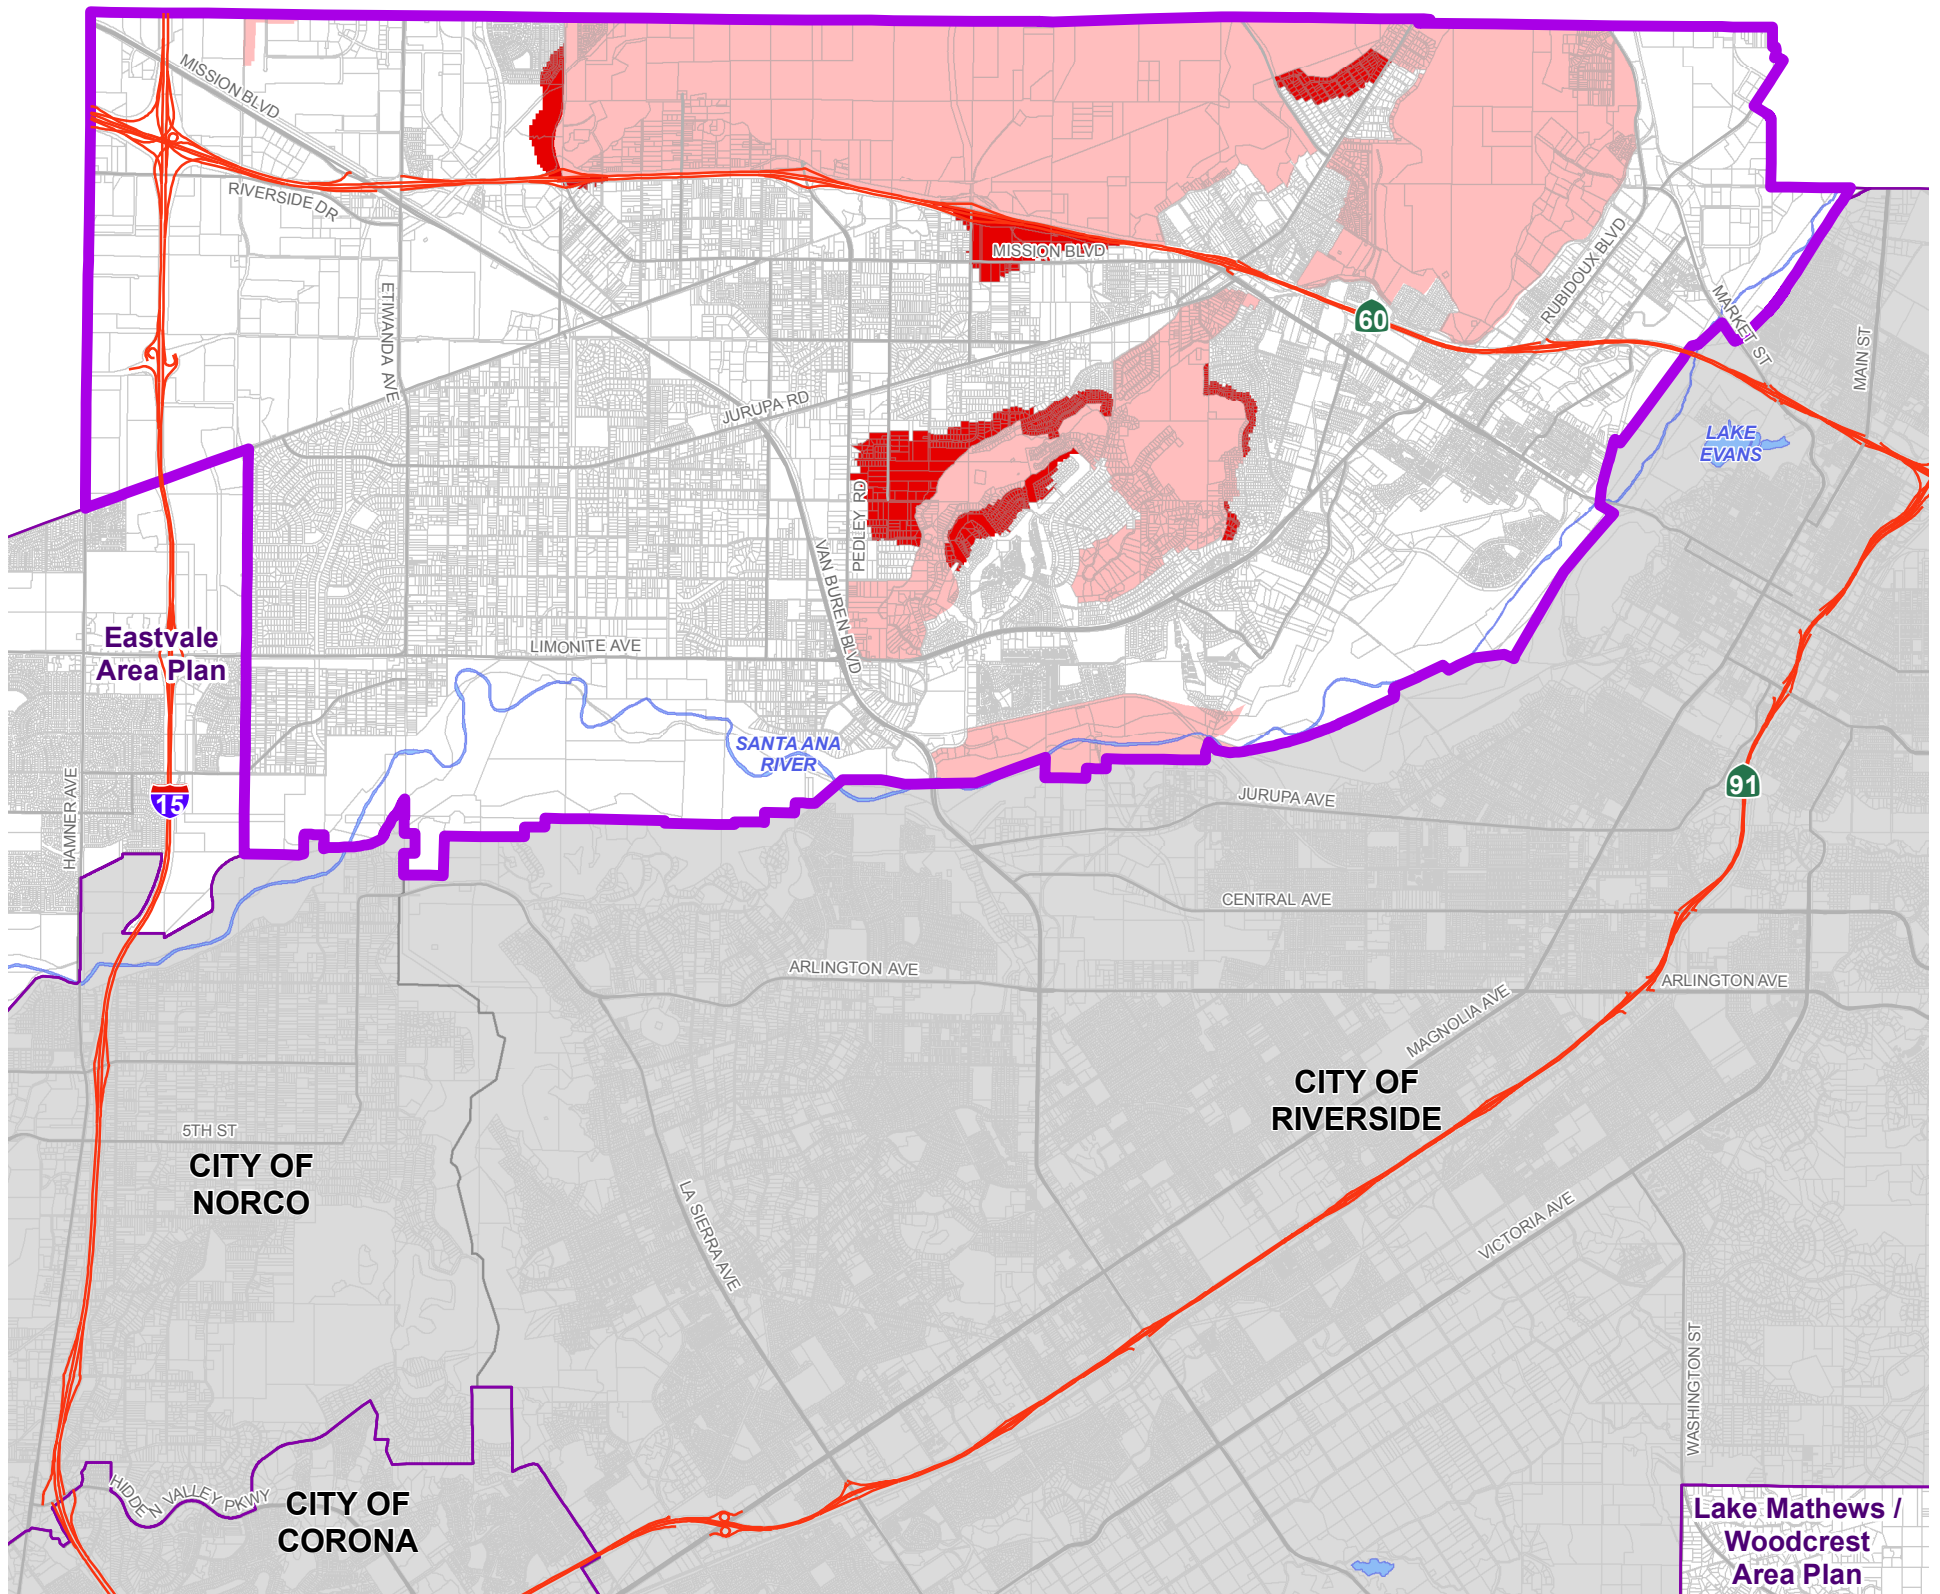 MISSION BLVD
RIVERSIDE DR
ETIWANDA AVE
MISSION BLVD
60
RUBIDOUX BLVD
MARKET ST
MAIN ST
JURUPA RD
LAKE
EVANS
PEDLEY RD
VAN BUREN BLVD
Eastvale
Area Plan
LIMONITE AVE
SANTA ANA
RIVER
HAMNER AVE
15
91
JURUPA AVE
CENTRAL AVE
ARLINGTON AVE
ARLINGTON AVE
MAGNOLIA AVE
CITY OF
RIVERSIDE
5TH ST
CITY OF
NORCO
LA SIERRA AVE
VICTORIA AVE
WASHINGTON ST
HIDDEN VALLEY PKWY
CITY OF
CORONA
Lake Mathews /
Woodcrest
Area Plan